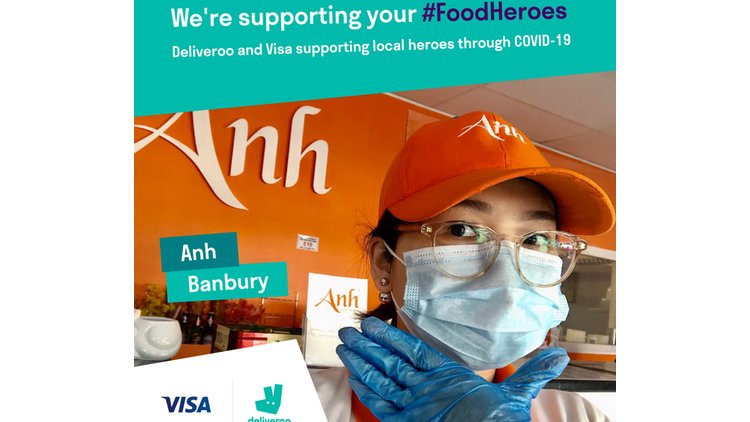 We're supporting your #FoodHeroes
Deliveroo and Visa supporting local heroes through COVID-19
Anh
Anh
Anh
Banbury
Anh
VISA
deliveroo